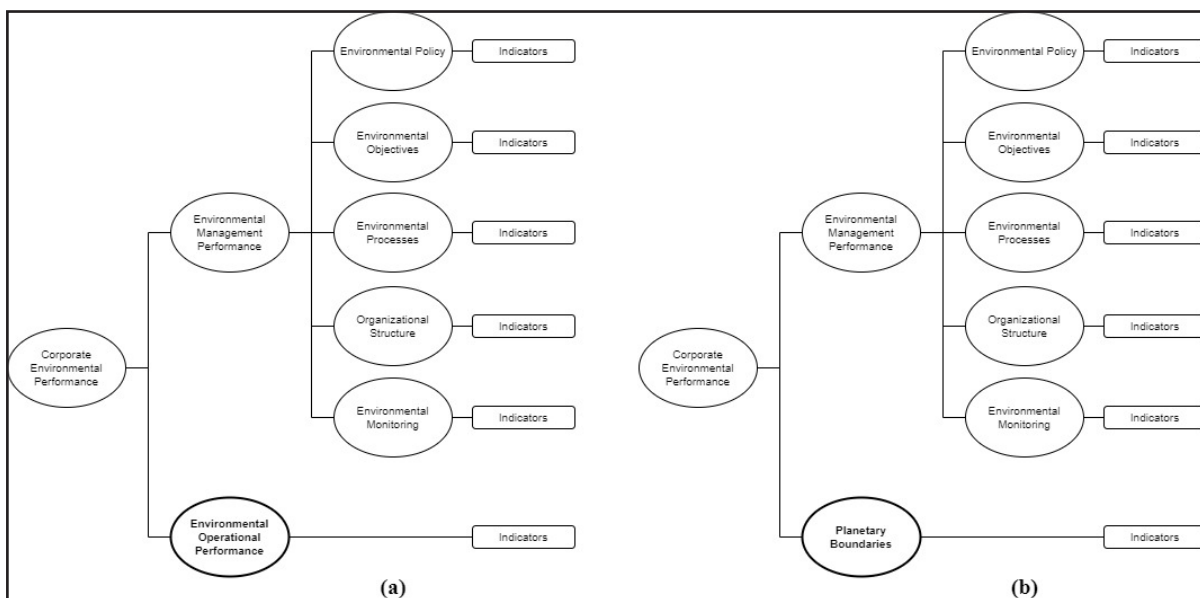 Environmental Policy
Indicators
Environmental
Objectives
Indicators
Environmental
Management
Performance
Environmental
Processes
Indicators
Organizational
Structure
Indicators
Corporate
Environmental
Performance
Environmental
Monitoring
Indicators
Environmental
Operational
Performance
Indicators
(a)
Environmental Policy
Indicators
Environmental
Objectives
Indicators
Environmental
Management
Performance
Environmental
Processes
Indicators
Organizational
Structure
Indicators
Corporate
Environmental
Performance
Environmental
Monitoring
Indicators
Planetary
Boundaries
Indicators
(b)